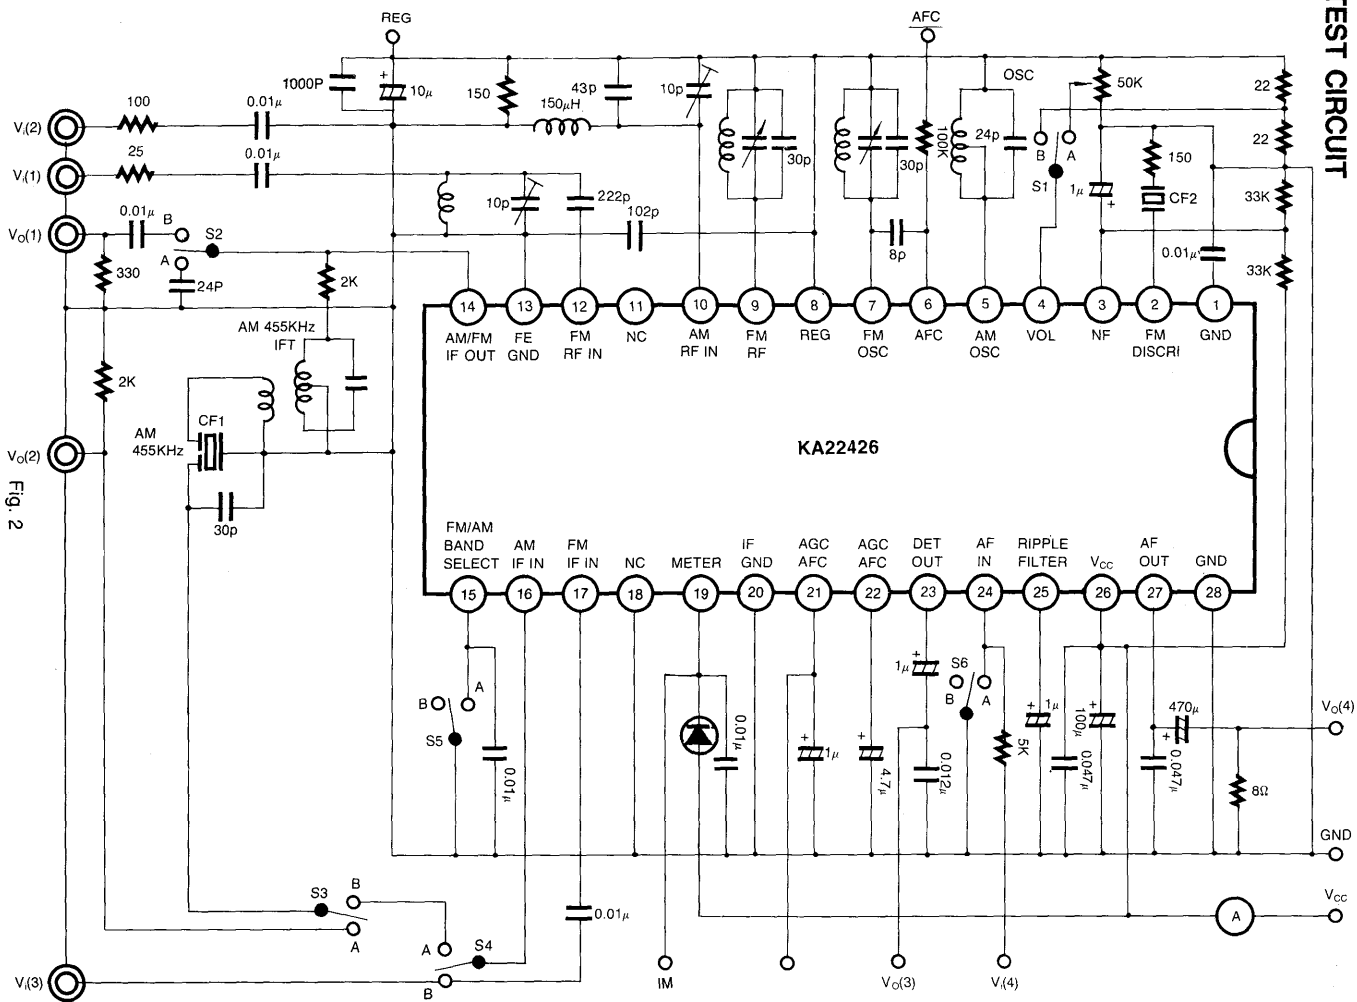 TEST CIRCUIT
REG
AFC
1000P
+
10µ
150
43p
150µH
10p
30p
30p
100K
OSC
24p
50K
22
22
B
A
S1
1µ
+
150
CF2
33K
0.01µ
33K
Vi(2)
100
0.01µ
Vi(1)
25
0.01µ
10p
222p
102p
8p
VO(1)
0.01µ
B
S2
A
330
24P
2K
14
13
12
11
10
9
8
7
6
5
4
3
2
1
AM/FM
IF OUT
FE
GND
FM
RF IN
NC
AM
RF IN
FM
RF
REG
FM
OSC
AFC
AM
OSC
VOL
NF
FM
DISCRI
GND
AM 455KHz
IFT
2K
CF1
AM
455KHz
VO(2)
30p
Fig. 2
KA22426
FM/AM
BAND
SELECT
AM
IF IN
FM
IF IN
NC
METER
IF
GND
AGC
AFC
AGC
AFC
DET
OUT
AF
IN
RIPPLE
FILTER
VCC
AF
OUT
GND
15
16
17
18
19
20
21
22
23
24
25
26
27
28
B
A
S5
0.01µ
0.01µ
+
1µ
+
4.7µ
1µ
+
0.012µ
S6
B
A
5K
+
1µ
+
100µ
0.047µ
470µ
+
0.047µ
8Ω
VO(4)
GND
VCC
A
S3
B
A
A
S4
B
0.01µ
Vi(3)
IM
VO(3)
Vi(4)